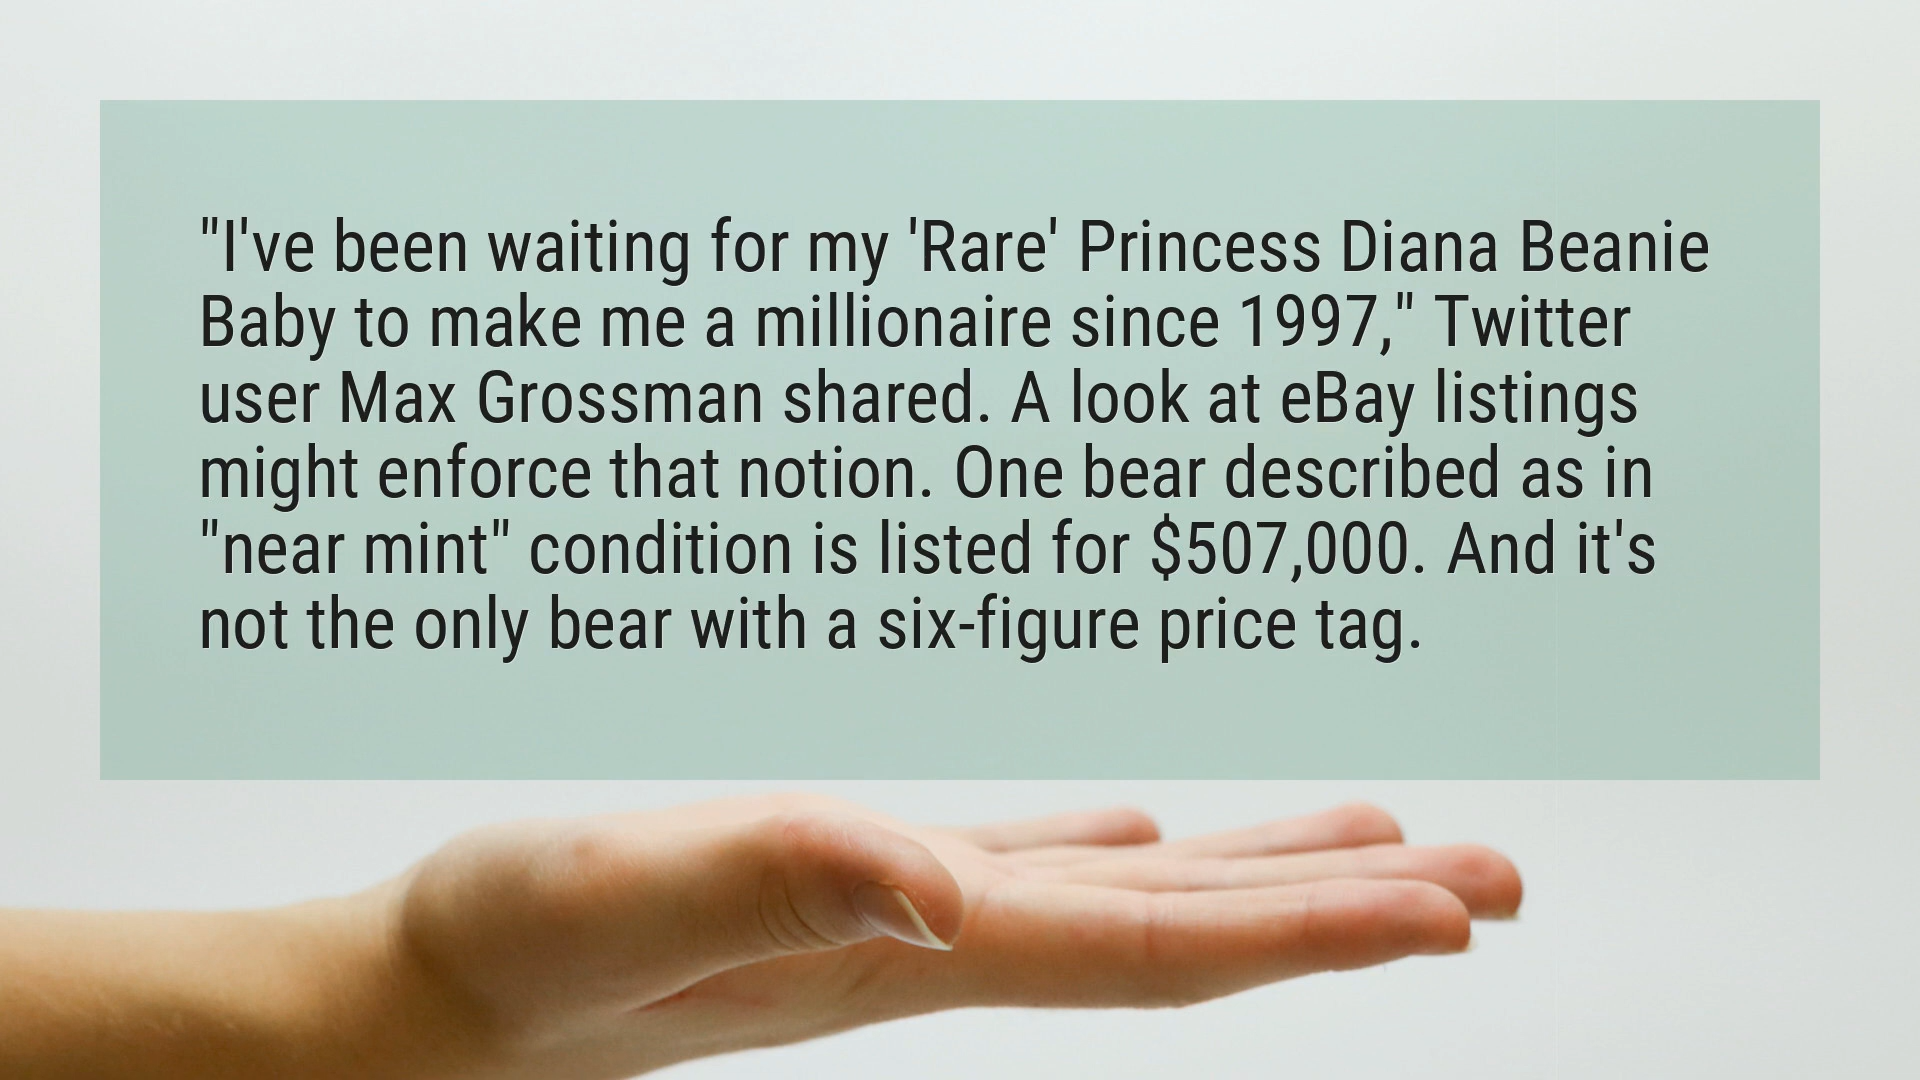 "I've been waiting for my 'Rare' Princess Diana Beanie
Baby to make me a millionaire since 1997," Twitter
user Max Grossman shared. A look at eBay listings
might enforce that notion. One bear described as in
"near mint" condition is listed for $507,000. And it's
not the only bear with a six-figure price tag.